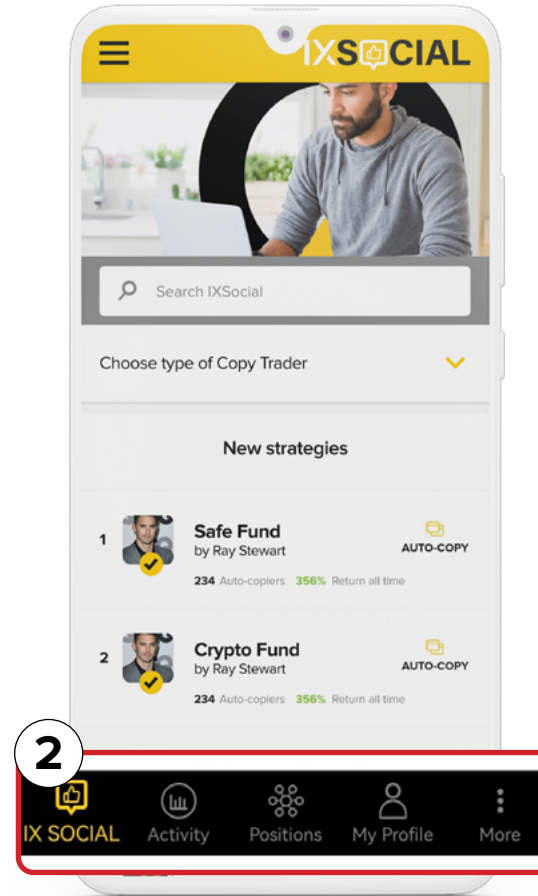 IXSOCIAL
Search IXSocial
Choose type of Copy Trader
New strategies
1
Safe Fund
by Ray Stewart
AUTO-COPY
234 Auto-copiers 356% Return all time
2
Crypto Fund
by Ray Stewart
AUTO-COPY
234 Auto-copiers 356% Return all time
2
IX SOCIAL Activity Positions My Profile More